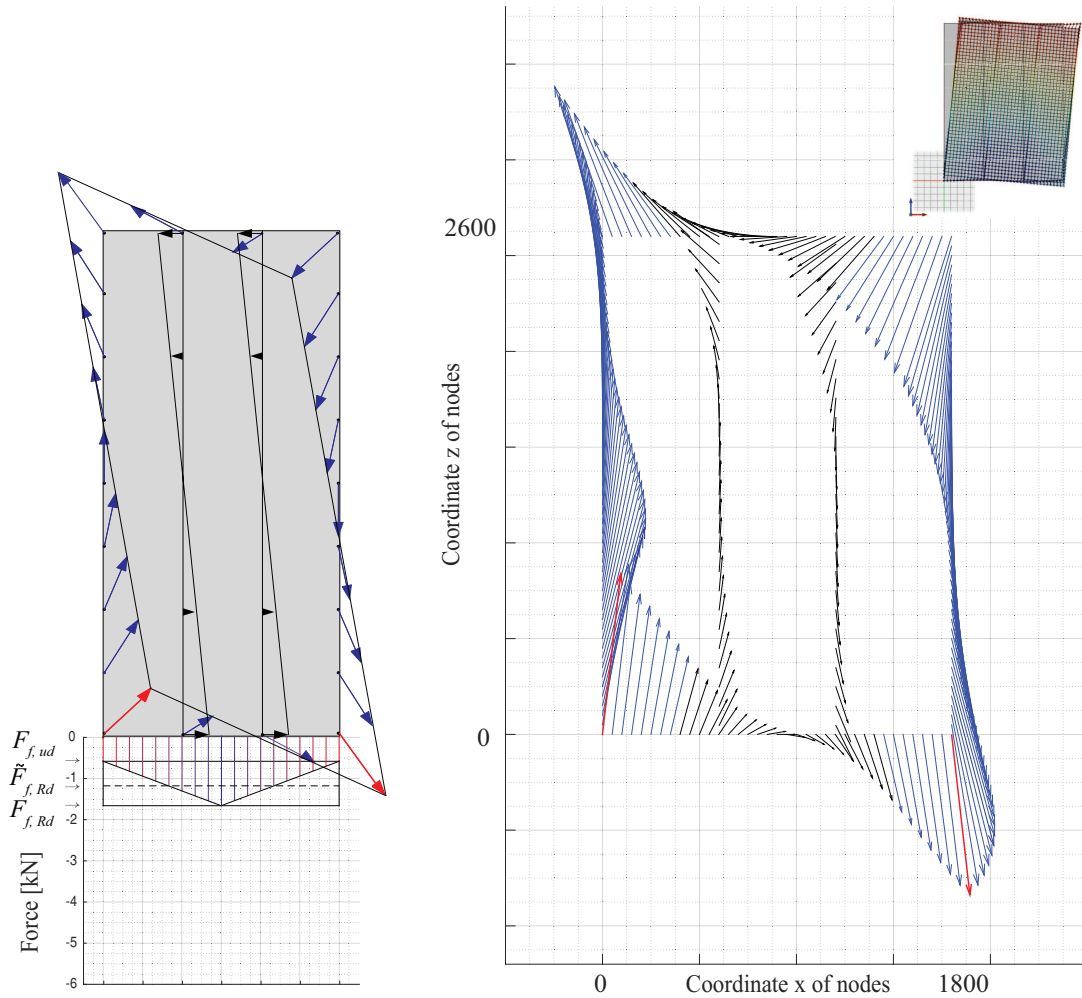 0
F_{f, ud}
-1
F̃_{f, Rd}
F_{f, Rd}
-2
-3
-4
-5
-6
Force [kN]
2600
Coordinate z of nodes
0
0
Coordinate x of nodes
1800